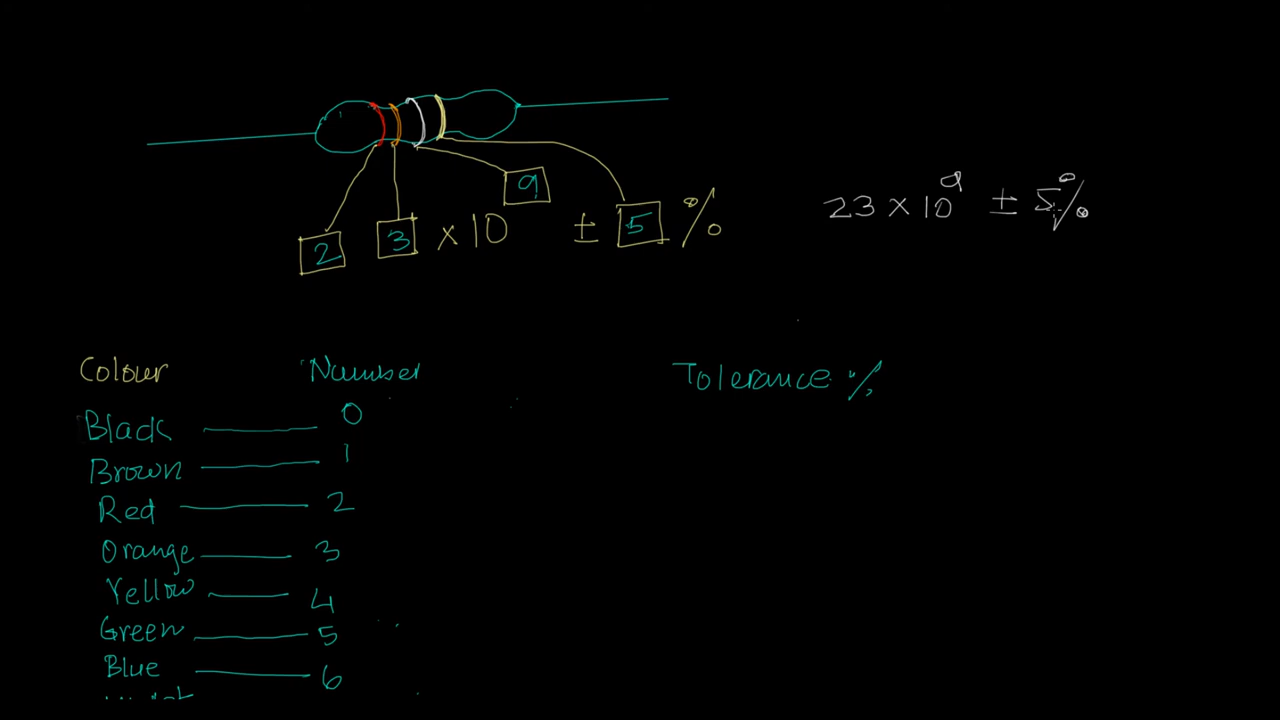 9
2 3 × 10 ± 5 %
23 × 10⁹ ± 5%
Colour Number Tolerance %
Black 0
Brown 1
Red 2
Orange 3
Yellow 4
Green 5
Blue 6